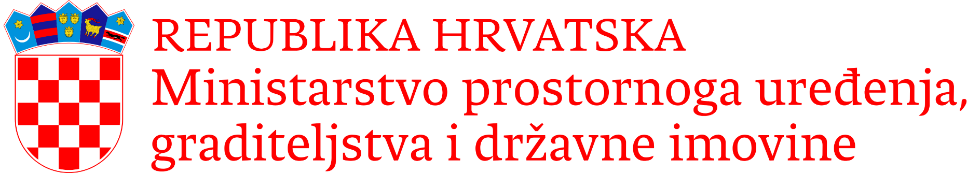 REPUBLIKA HRVATSKA
Ministarstvo prostornoga uređenja,
graditeljstva i državne imovine